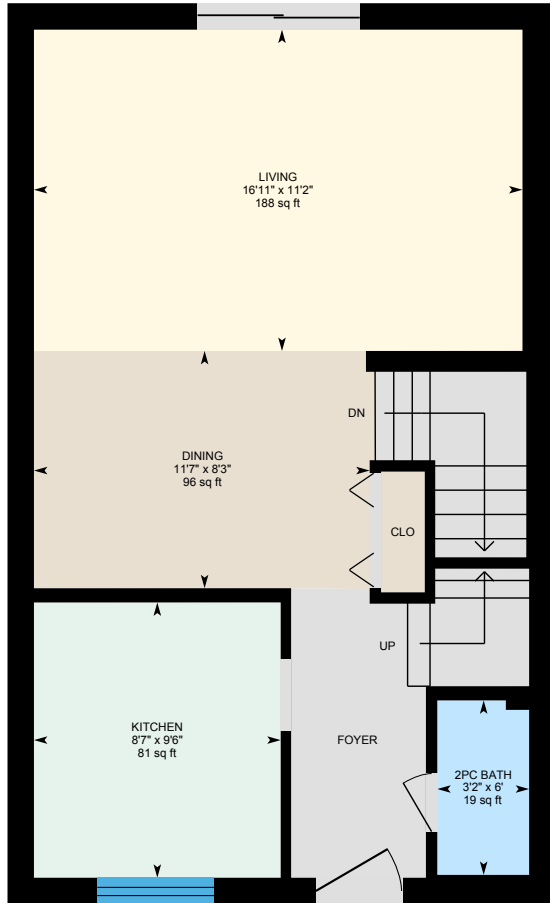 LIVING
16'11" x 11'2"
188 sq ft
DN
DINING
11'7" x 8'3"
96 sq ft
CLO
UP
KITCHEN
8'7" x 9'6"
81 sq ft
FOYER
2PC BATH
3'2" x 6'
19 sq ft